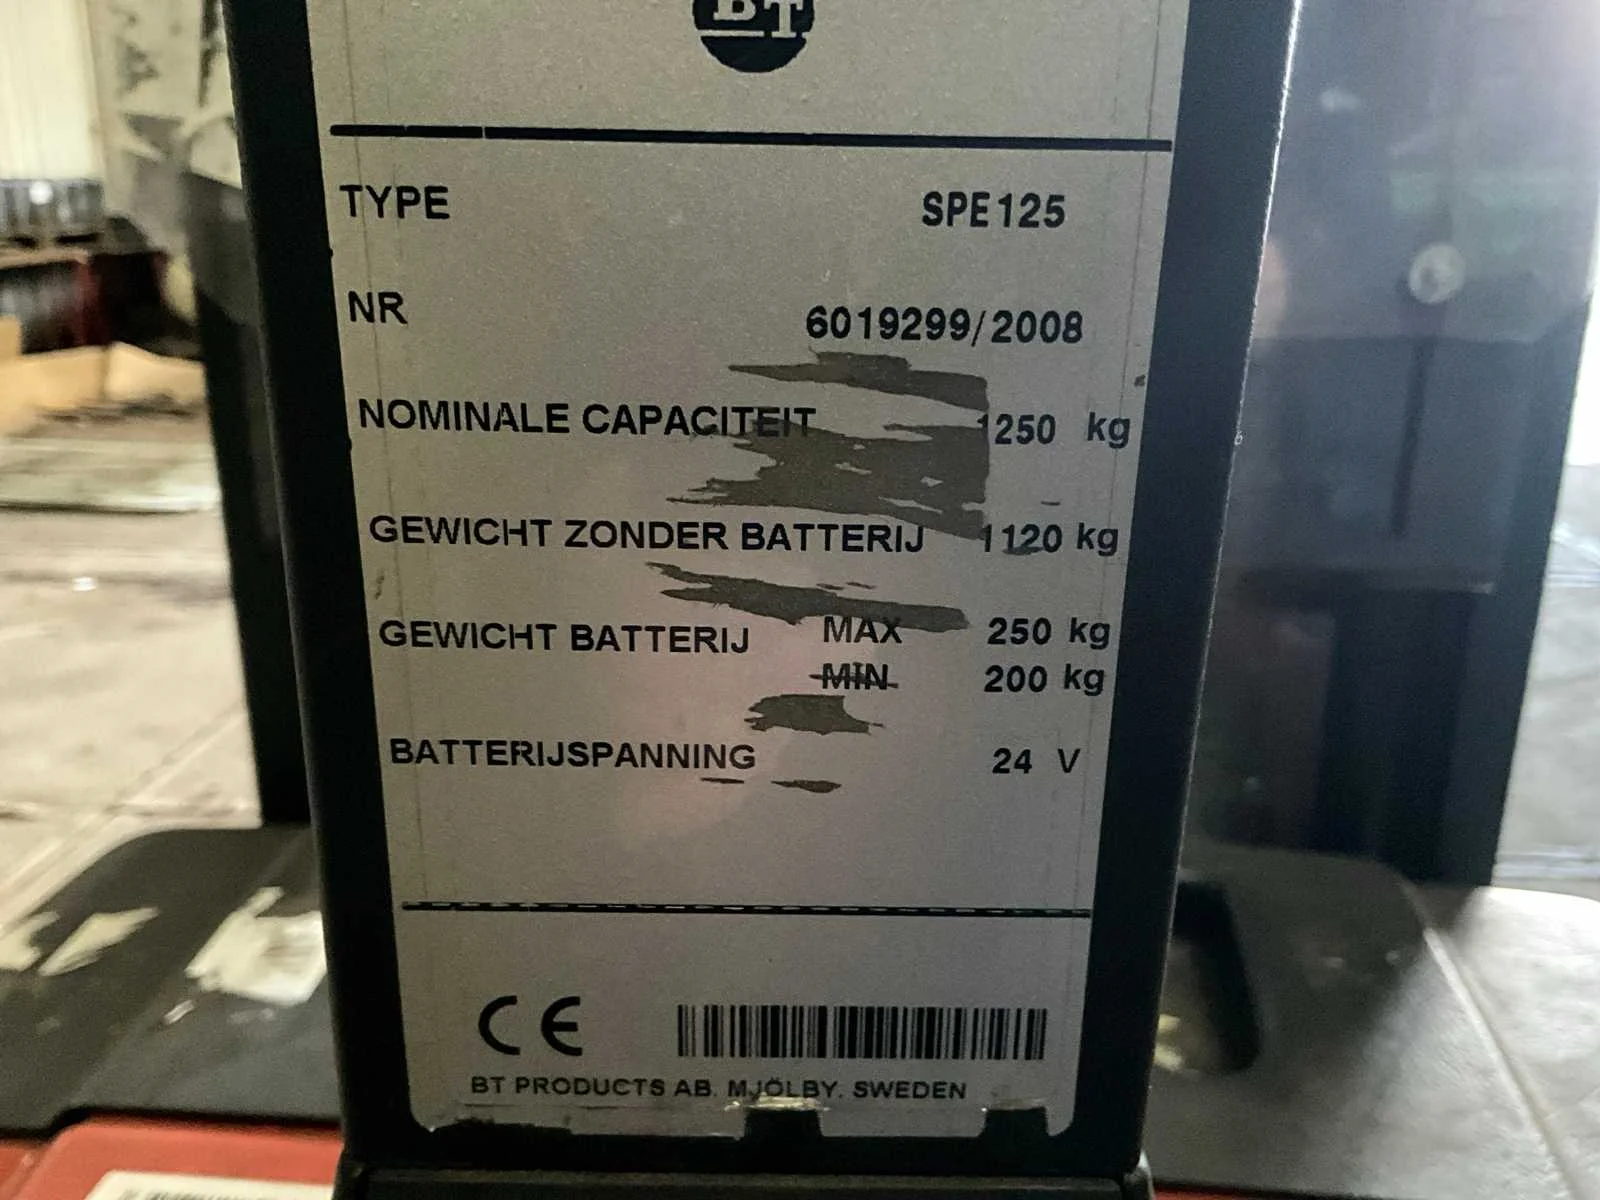 BT
TYPE SPE125
NR 6019299/2008
NOMINALE CAPACITEIT 1250 kg
GEWICHT ZONDER BATTERIJ 1120 kg
GEWICHT BATTERIJ MAX 250 kg
MIN 200 kg
BATTERIJSPANNING 24 V
CE
BT PRODUCTS AB. MJÖLBY. SWEDEN